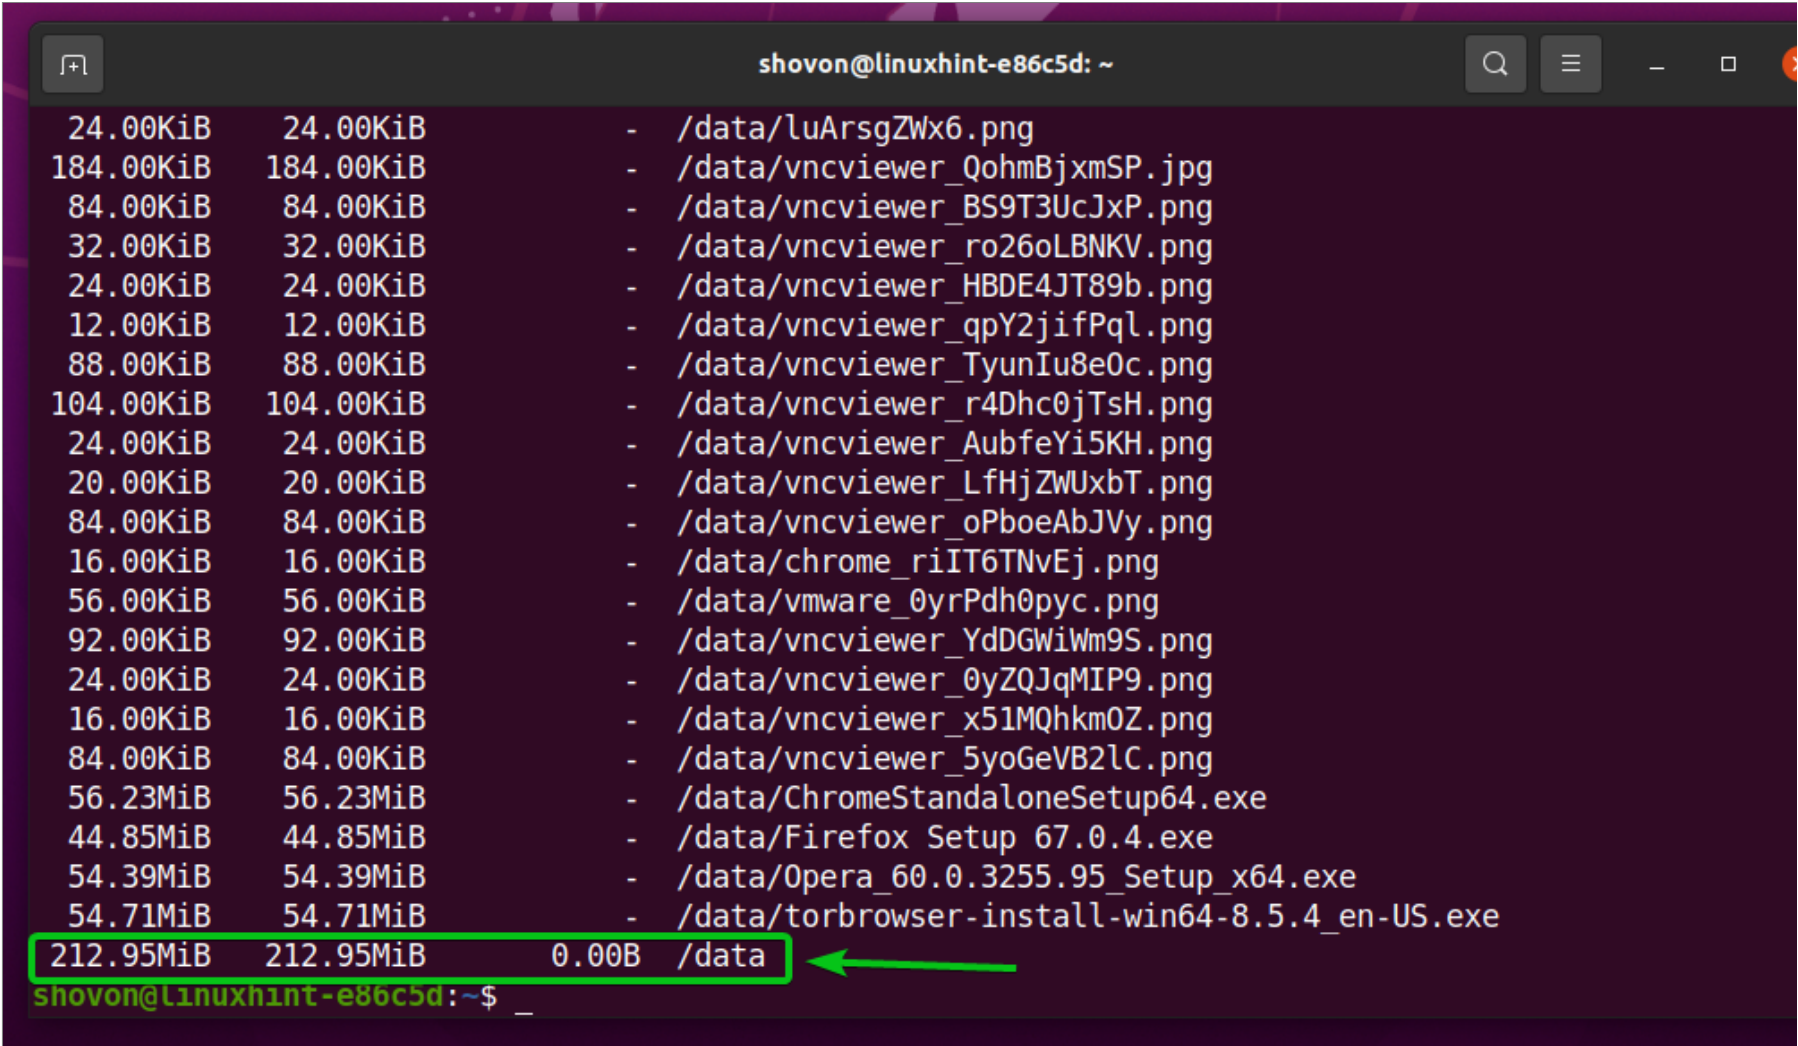 shovon@linuxhint-e86c5d: ~
24.00KiB 24.00KiB - /data/luArsgZWx6.png
184.00KiB 184.00KiB - /data/vncviewer_QohmBjxmSP.jpg
84.00KiB 84.00KiB - /data/vncviewer_BS9T3UcJxP.png
32.00KiB 32.00KiB - /data/vncviewer_ro26oLBNKV.png
24.00KiB 24.00KiB - /data/vncviewer_HBDE4JT89b.png
12.00KiB 12.00KiB - /data/vncviewer_qpY2jifPql.png
88.00KiB 88.00KiB - /data/vncviewer_TyunIu8eOc.png
104.00KiB 104.00KiB - /data/vncviewer_r4Dhc0jTsH.png
24.00KiB 24.00KiB - /data/vncviewer_AubfeYi5KH.png
20.00KiB 20.00KiB - /data/vncviewer_LfHjZWUxbT.png
84.00KiB 84.00KiB - /data/vncviewer_oPboeAbJVy.png
16.00KiB 16.00KiB - /data/chrome_riIT6TNvEj.png
56.00KiB 56.00KiB - /data/vmware_0yrPdh0pyc.png
92.00KiB 92.00KiB - /data/vncviewer_YdDGWiWm9S.png
24.00KiB 24.00KiB - /data/vncviewer_0yZQJqMIP9.png
16.00KiB 16.00KiB - /data/vncviewer_x51MQhkmOZ.png
84.00KiB 84.00KiB - /data/vncviewer_5yoGeVB2lC.png
56.23MiB 56.23MiB - /data/ChromeStandaloneSetup64.exe
44.85MiB 44.85MiB - /data/Firefox Setup 67.0.4.exe
54.39MiB 54.39MiB - /data/Opera_60.0.3255.95_Setup_x64.exe
54.71MiB 54.71MiB - /data/torbrowser-install-win64-8.5.4_en-US.exe
212.95MiB 212.95MiB 0.00B /data
shovon@linuxhint-e86c5d:~$ _